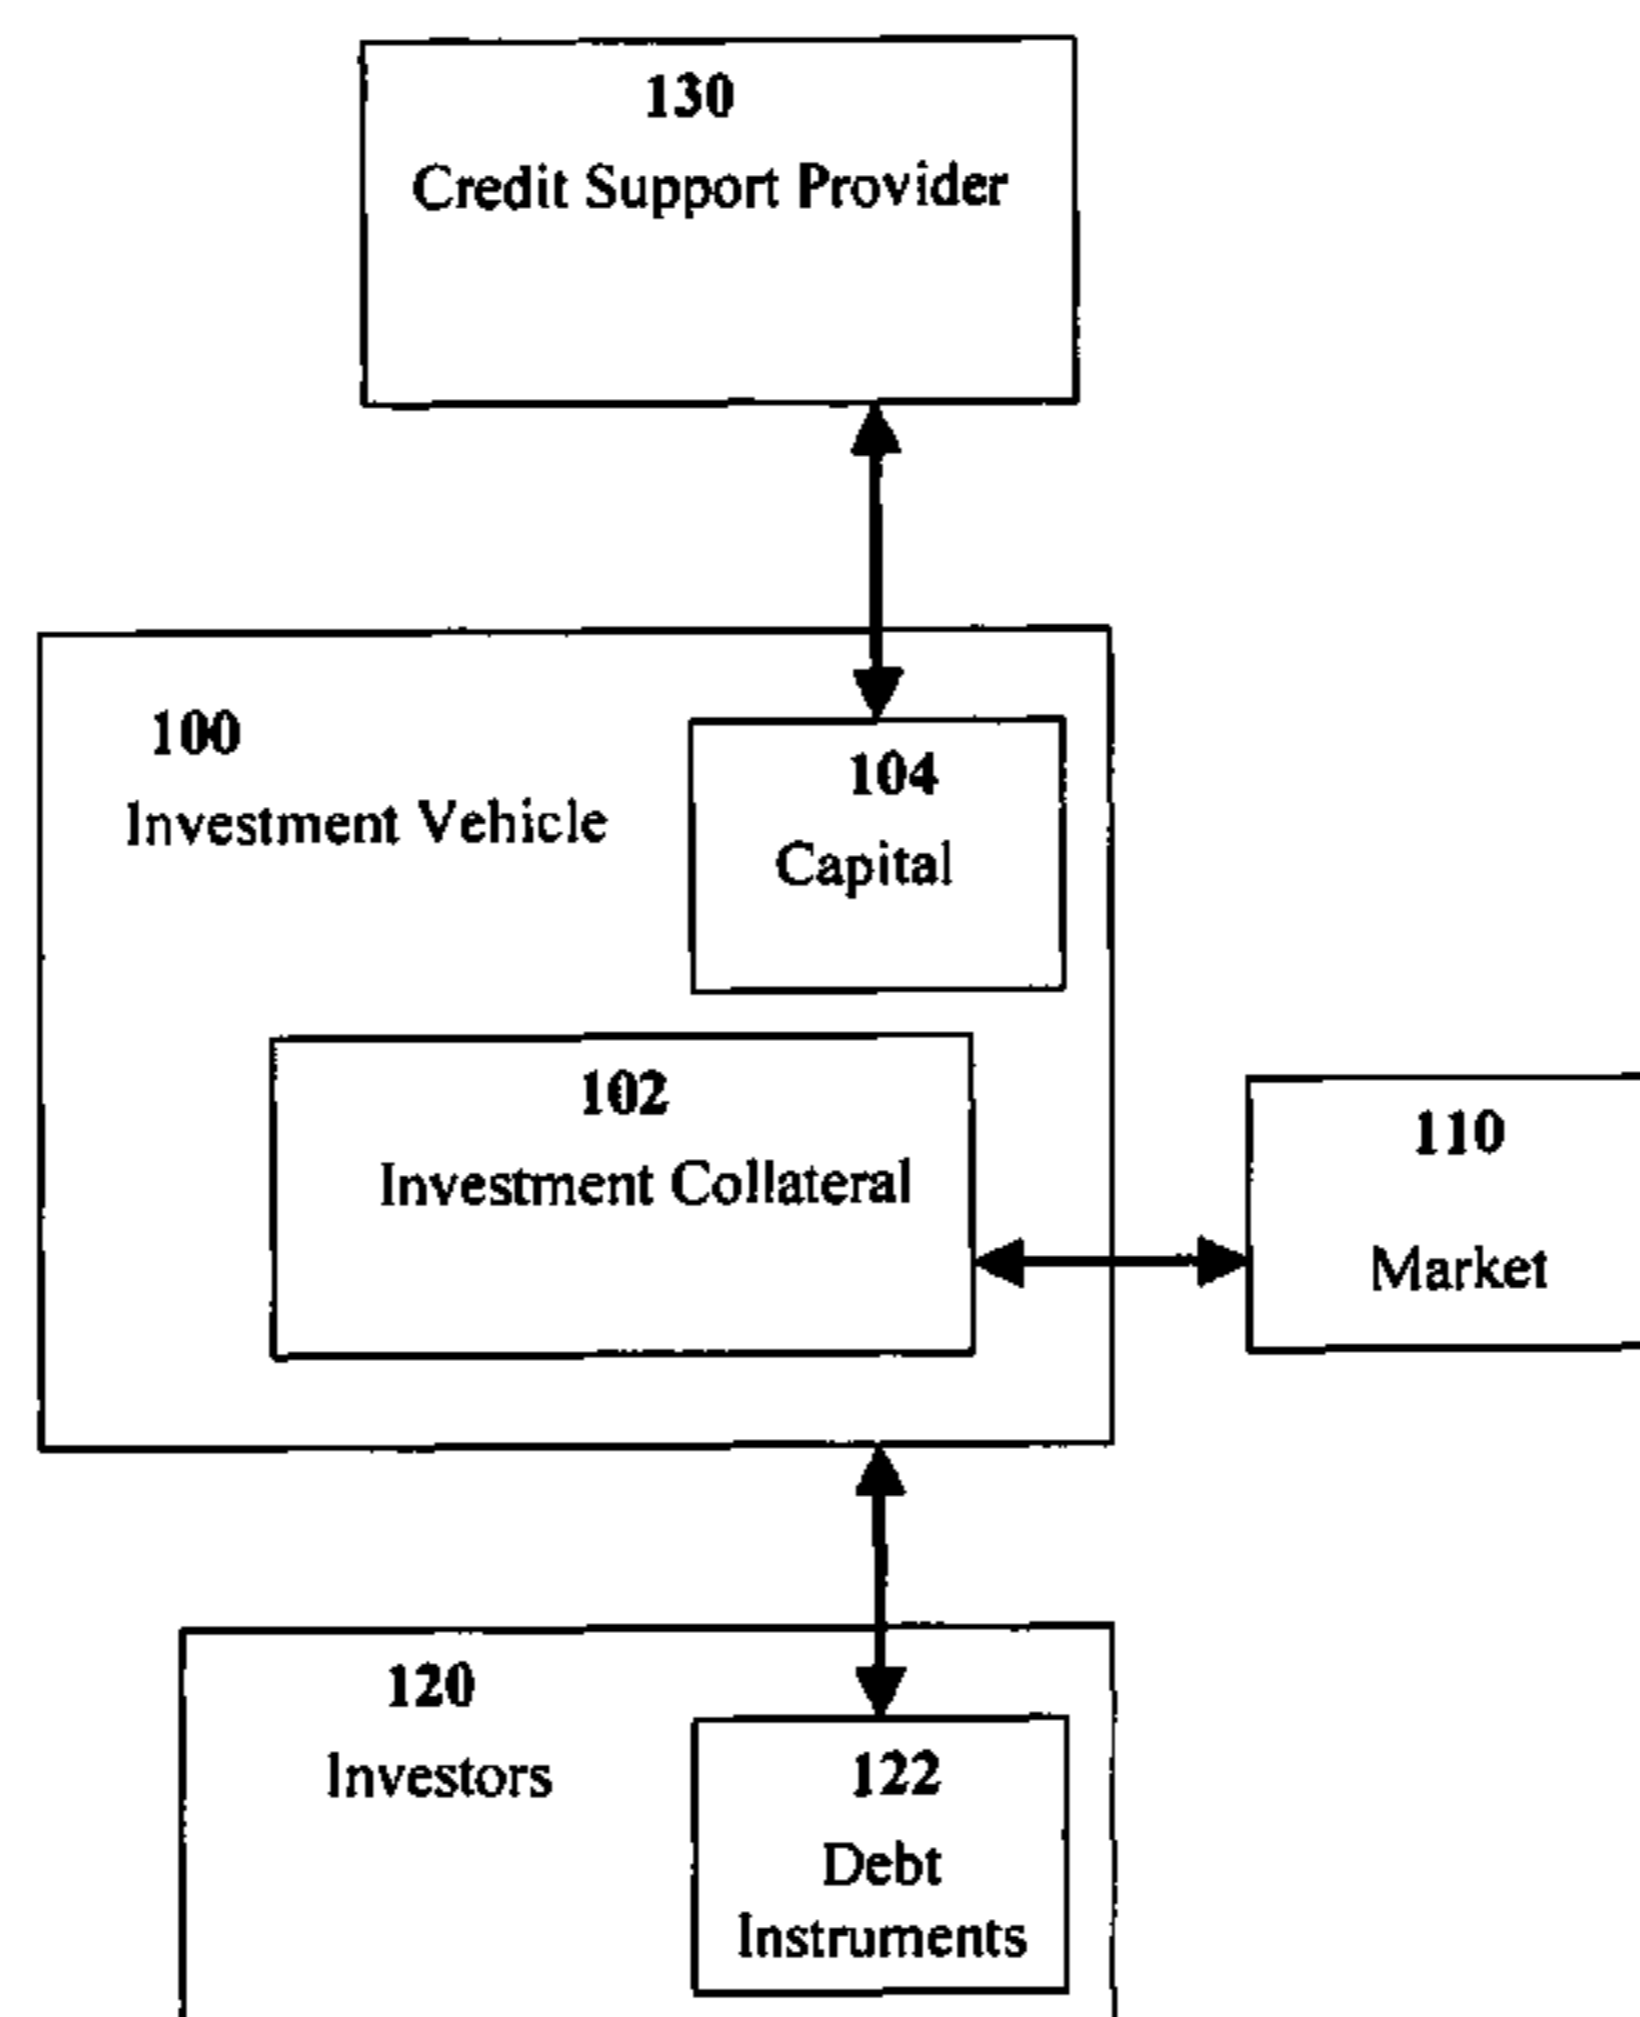 130
Credit Support Provider
100
Investment Vehicle
104
Capital
102
Investment Collateral
110
Market
120
Investors
122
Debt
Instruments